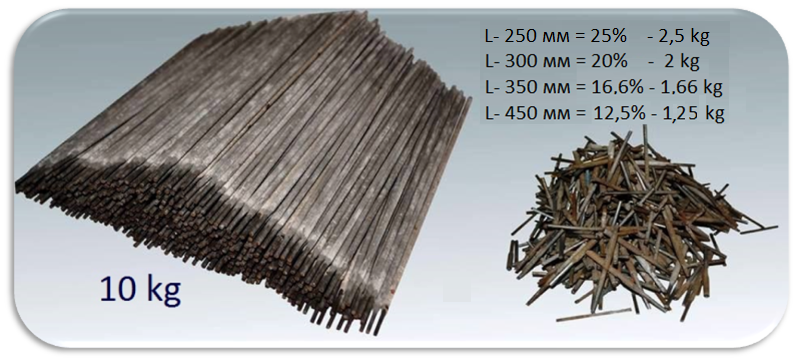 L- 250 мм = 25% - 2,5 kg
L- 300 мм = 20% - 2 kg
L- 350 мм = 16,6% - 1,66 kg
L- 450 мм = 12,5% - 1,25 kg
10 kg